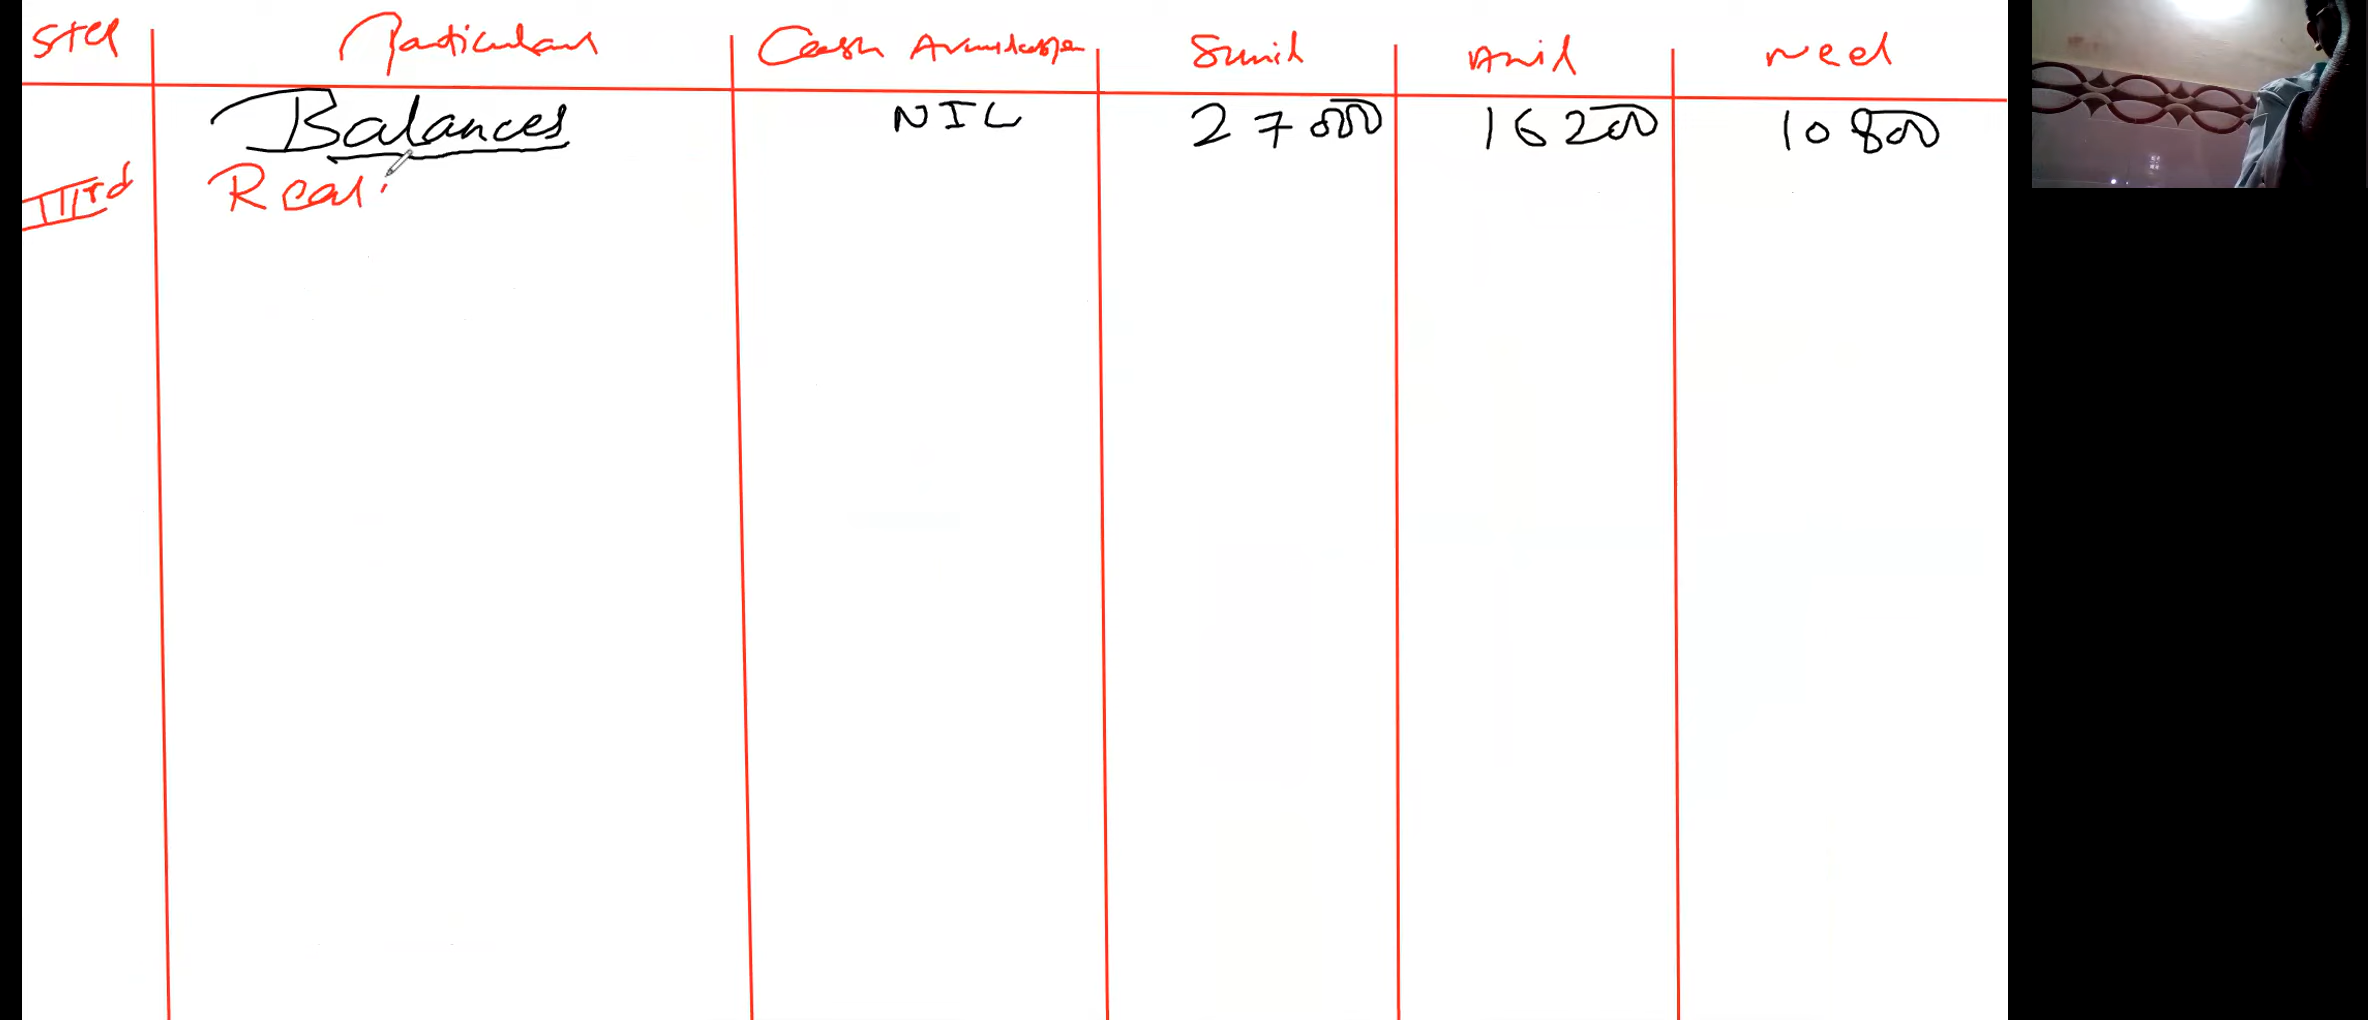 Step Particulars Cash Available Sunil Anil Neel
Balances NIL 27000 16200 10800
IIIrd Real